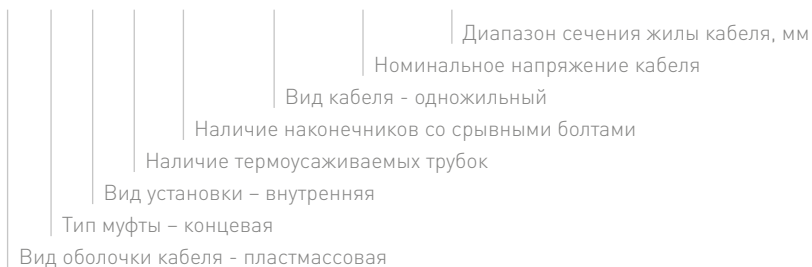 Диапазон сечения жилы кабеля, мм
Номинальное напряжение кабеля
Вид кабеля - одножильный
Наличие наконечников со срывными болтами
Наличие термоусаживаемых трубок
Вид установки – внутренняя
Тип муфты – концевая
Вид оболочки кабеля - пластмассовая